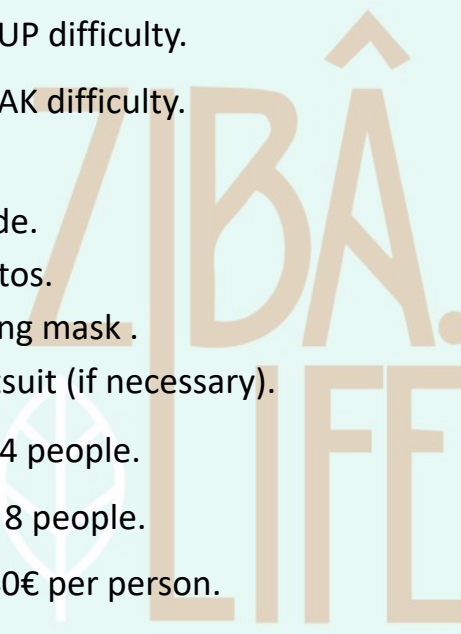 UP difficulty.
AK difficulty.
de.
tos.
ng mask .
tsuit (if necessary).
4 people.
8 people.
0€ per person.
ZIBÂ.
LIFE